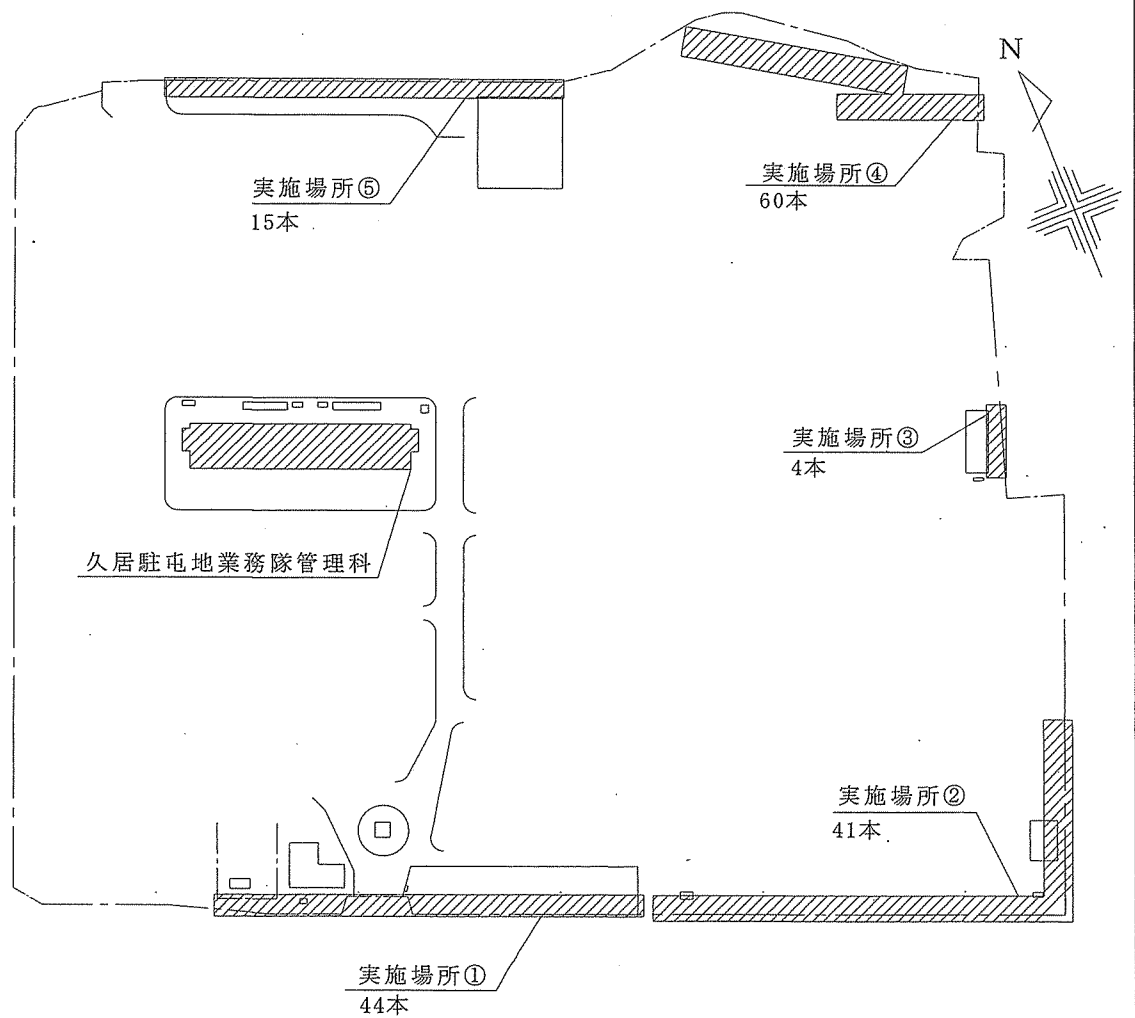 N
実施場所⑤
15本
実施場所④
60本
実施場所③
4本
久居駐屯地業務隊管理科
実施場所②
41本
実施場所①
44本